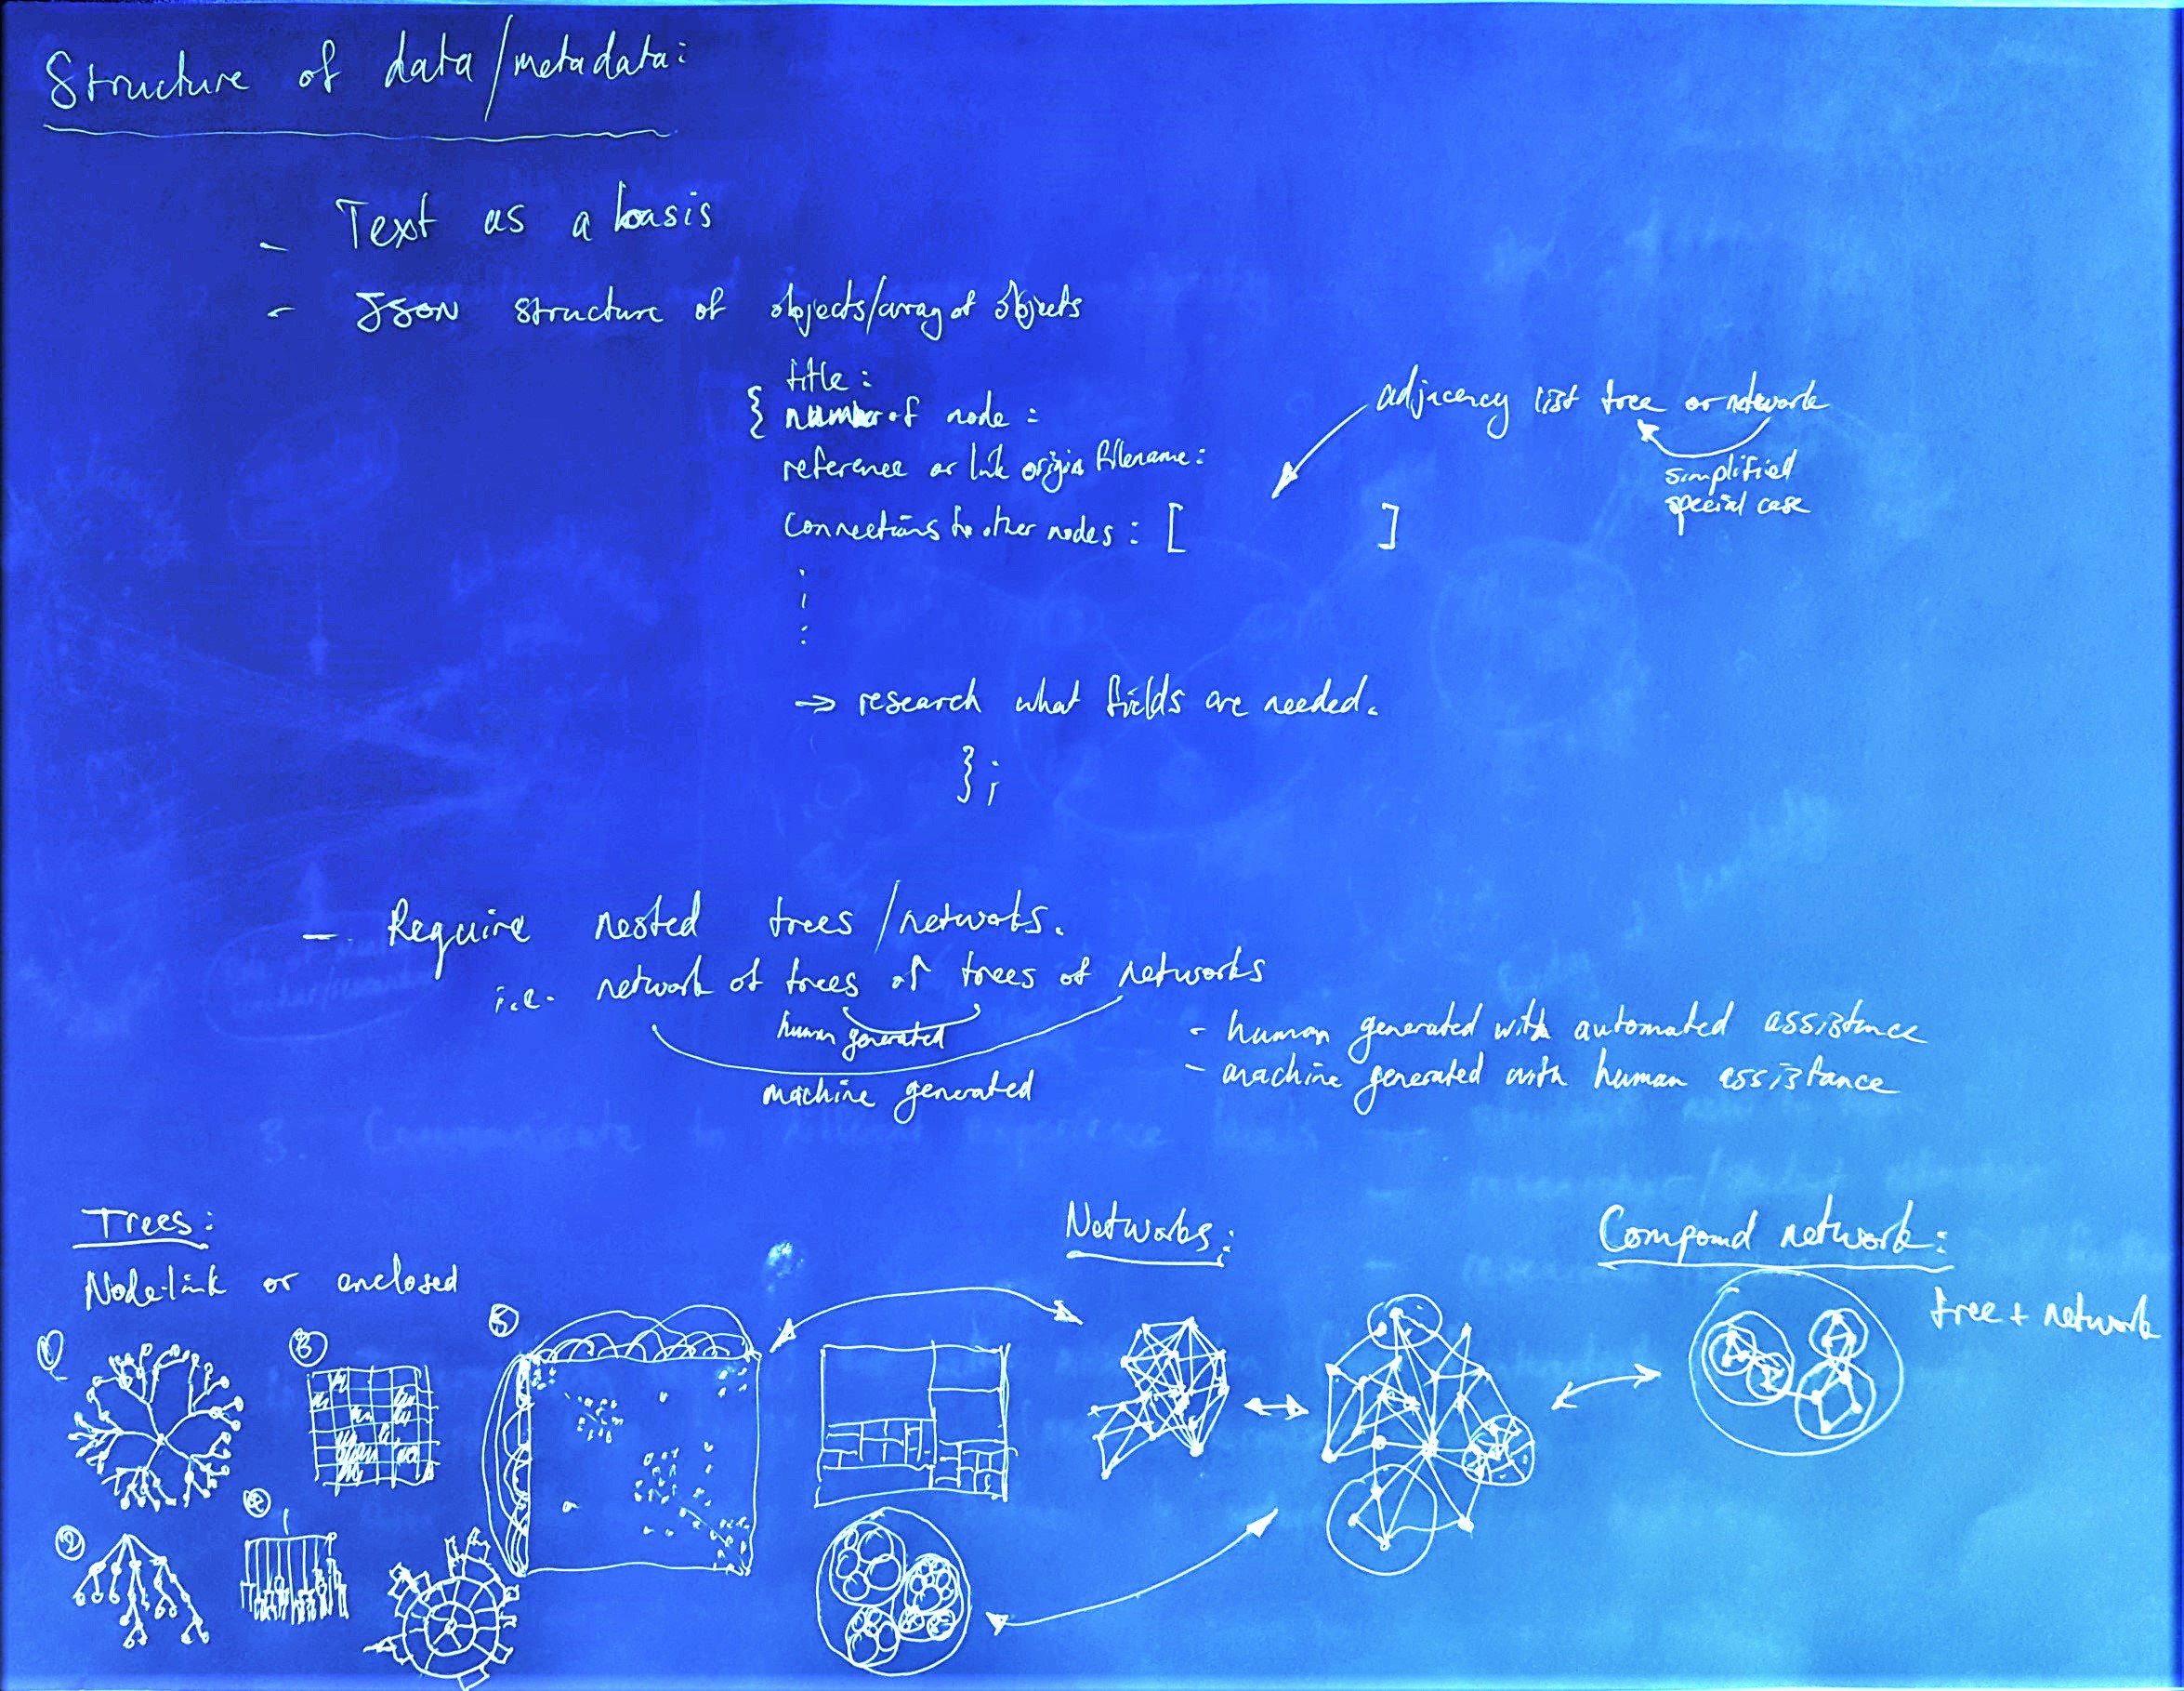 Structure of data/metadata:
- Text as a basis
- JSON structure of objects/array of objects
title:
{ number of node:
reference or link origin filename:
connections to other nodes: [ ]
adjacency list tree or network
simplified
special case
→ research what fields are needed.
};
- Require nested trees/networks.
i.e. network of trees of trees of networks
human generated
machine generated
- human generated with automated assistance
- machine generated with human assistance
Trees:
Node-link or enclosed
1
2
3
4
5
Networks:
Compound network:
tree + network